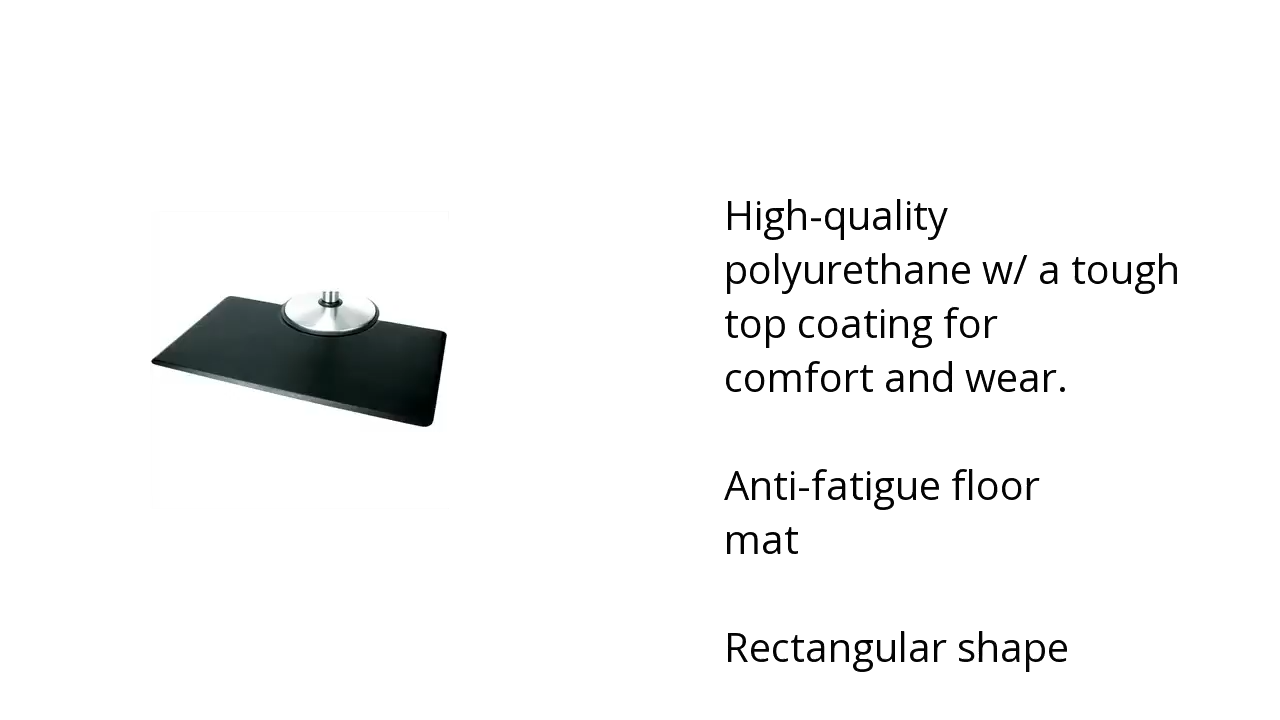 High-quality
polyurethane w/ a tough
top coating for
comfort and wear.
Anti-fatigue floor
mat
Rectangular shape